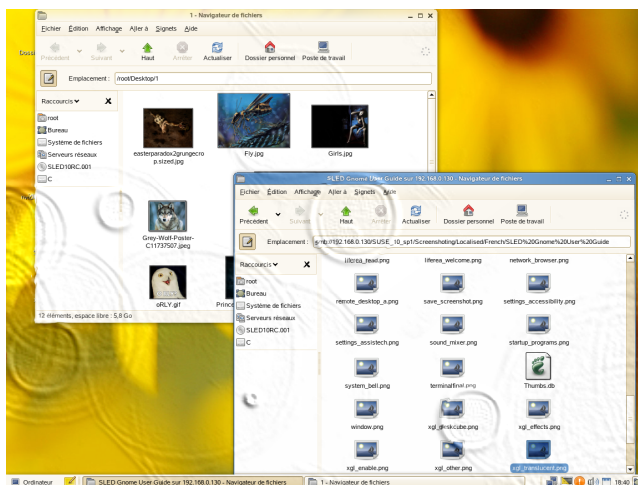 1 - Navigateur de fichiers
Fichier Édition Affichage Aller à Signets Aide
Précédent Suivant Haut Arrêter Actualiser Dossier personnel Poste de travail
Emplacement : /root/Desktop/1
Raccourcis
root
Bureau
Système de fichiers
Serveurs réseaux
SLED10RC.001
C
easterparadox2grungecro
p.sized.jpg
Fly.jpg
Girls.jpg
Grey-Wolf-Poster-
C11737507.jpeg
oRLY.gif
Prince
12 éléments, espace libre : 5,8 Go
SLED Gnome User Guide sur 192.168.0.130 - Navigateur de fichiers
Fichier Édition Affichage Aller à Signets Aide
Précédent Suivant Haut Arrêter Actualiser Dossier personnel Poste de travail
Emplacement : smb://192.168.0.130/SUSE_10_sp1/Screenshoting/Localised/French/SLED%20Gnome%20User%20Guide
Raccourcis
root
Bureau
Système de fichiers
Serveurs réseaux
SLED10RC.001
C
liferea_read.png liferea_welcome.png network_browser.png
remote_desktop_a.png save_screenshot.png settings_accessibility.png
settings_assistech.png sound_mixer.png startup_programs.png
system_bell.png terminalfinal.png Thumbs.db
window.png xgl_deskcube.png xgl_effects.png
xgl_enable.png xgl_other.png xgl_translucent.png
Ordinateur
SLED Gnome User Guide sur 192.168.0.130 - Navigateur de fichiers
1 - Navigateur de fichiers
18:40